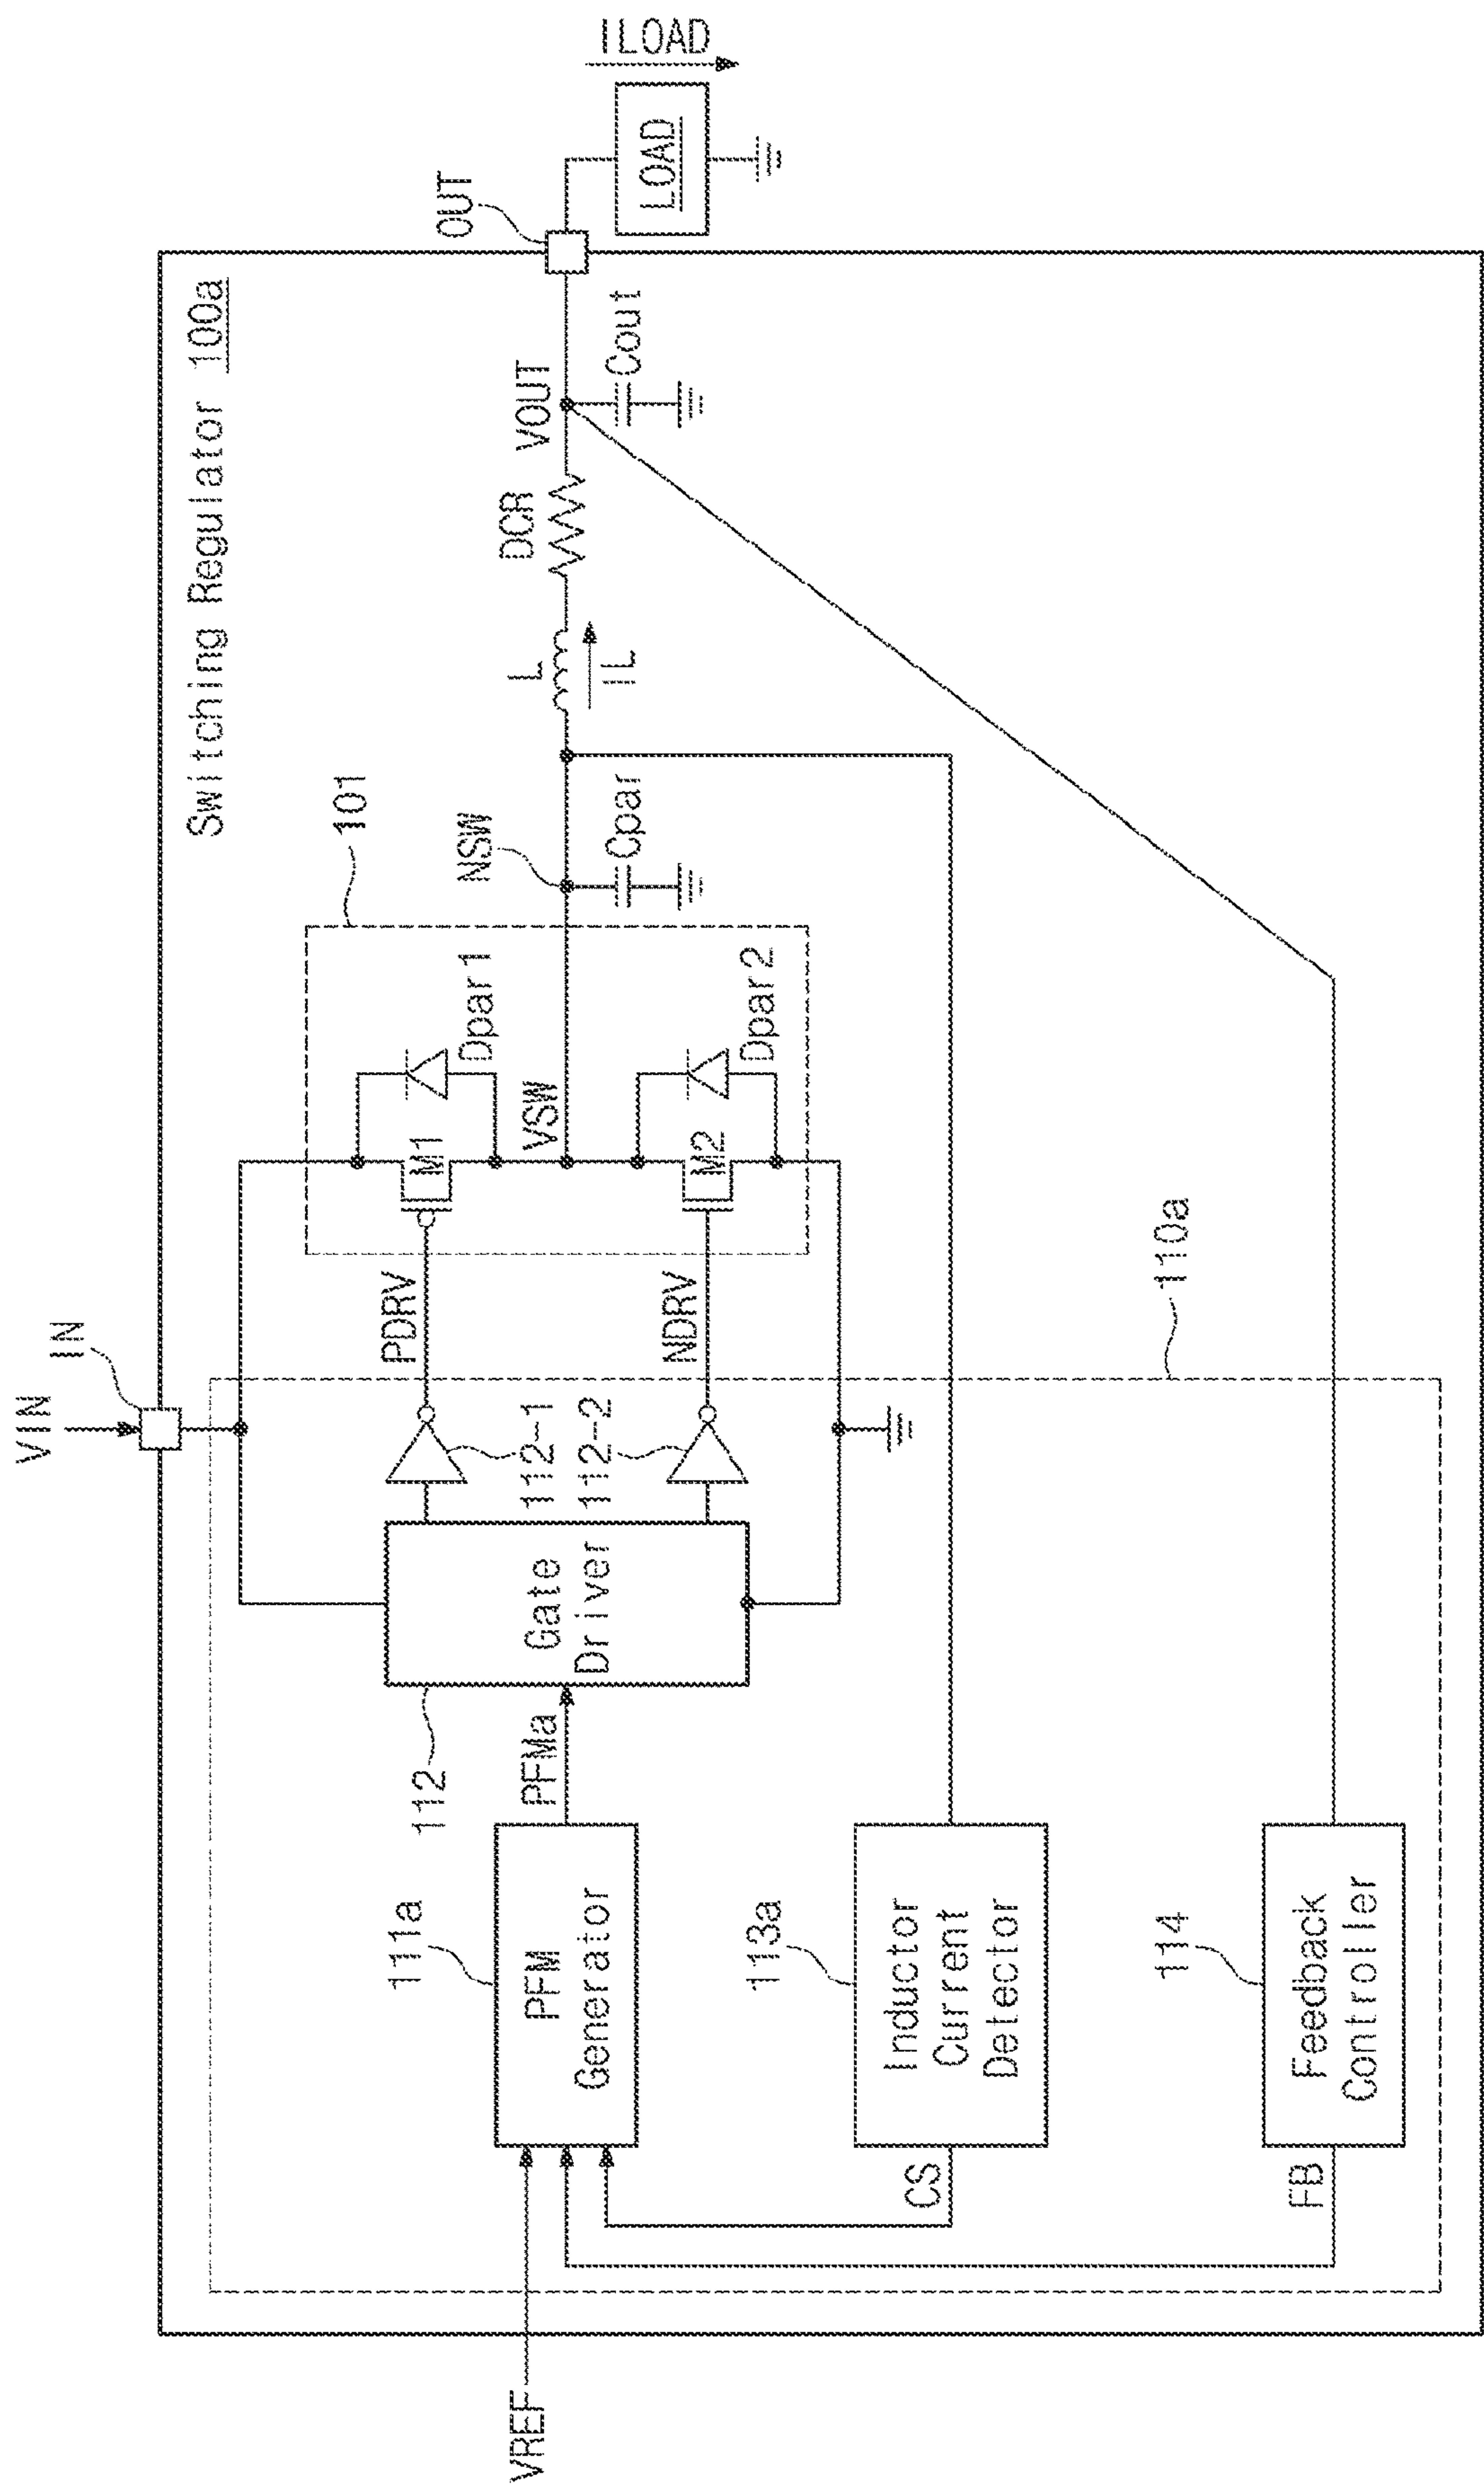 Switching Regulator 100a
VIN
IN
VREF
111a
PFM
Generator
PFMa
112
Gate
Driver
112-1
112-2
PDRV
NDRV
101
M1
Dpar1
VSW
M2
Dpar2
NSW
Cpar
L
IL
DCR
VOUT
Cout
OUT
LOAD
ILOAD
113a
Inductor
Current
Detector
CS
110a
114
Feedback
Controller
FB